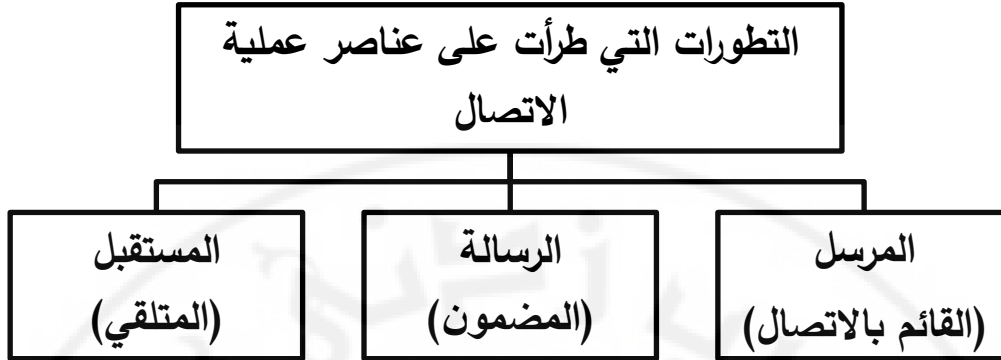 التطورات التي طرأت على عناصر عملية
الاتصال
المرسل
(القائم بالاتصال)
الرسالة
(المضمون)
المستقبل
(المتلقي)